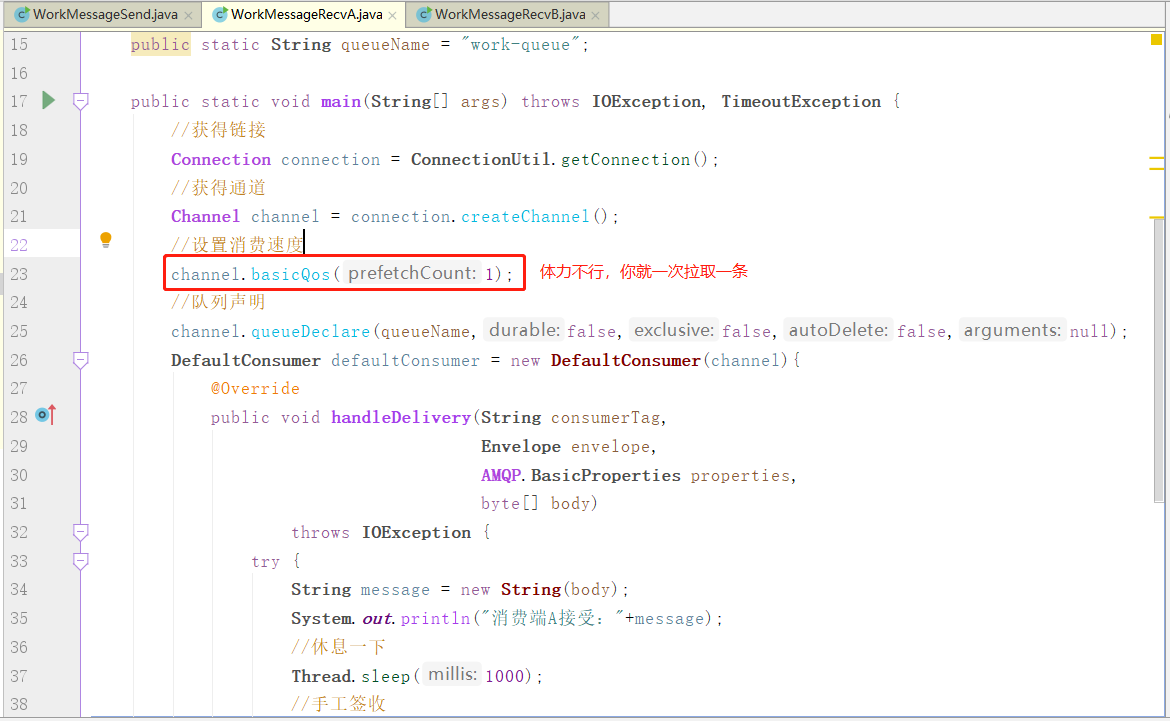 WorkMessageSend.java WorkMessageRecvA.java WorkMessageRecvB.java
15 public static String queueName = "work-queue";
16
17 public static void main(String[] args) throws IOException, TimeoutException {
18 //获得链接
19 Connection connection = ConnectionUtil.getConnection();
20 //获得通道
21 Channel channel = connection.createChannel();
22 //设置消费速度
23 channel.basicQos( prefetchCount: 1); 体力不行，你就一次拉取一条
24 //队列声明
25 channel.queueDeclare(queueName, durable: false, exclusive: false, autoDelete: false, arguments: null);
26 DefaultConsumer defaultConsumer = new DefaultConsumer(channel){
27 @Override
28 public void handleDelivery(String consumerTag,
29 Envelope envelope,
30 AMQP.BasicProperties properties,
31 byte[] body)
32 throws IOException {
33 try {
34 String message = new String(body);
35 System.out.println("消费端A接受："+message);
36 //休息一下
37 Thread.sleep( millis: 1000);
38 //手工签收